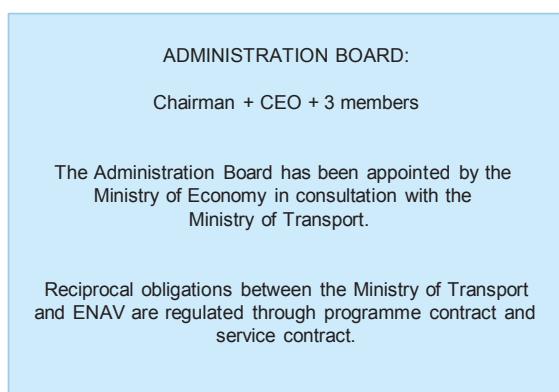 ADMINISTRATION BOARD:
Chairman + CEO + 3 members
The Administration Board has been appointed by the
Ministry of Economy in consultation with the
Ministry of Transport.
Reciprocal obligations between the Ministry of Transport
and ENAV are regulated through programme contract and
service contract.